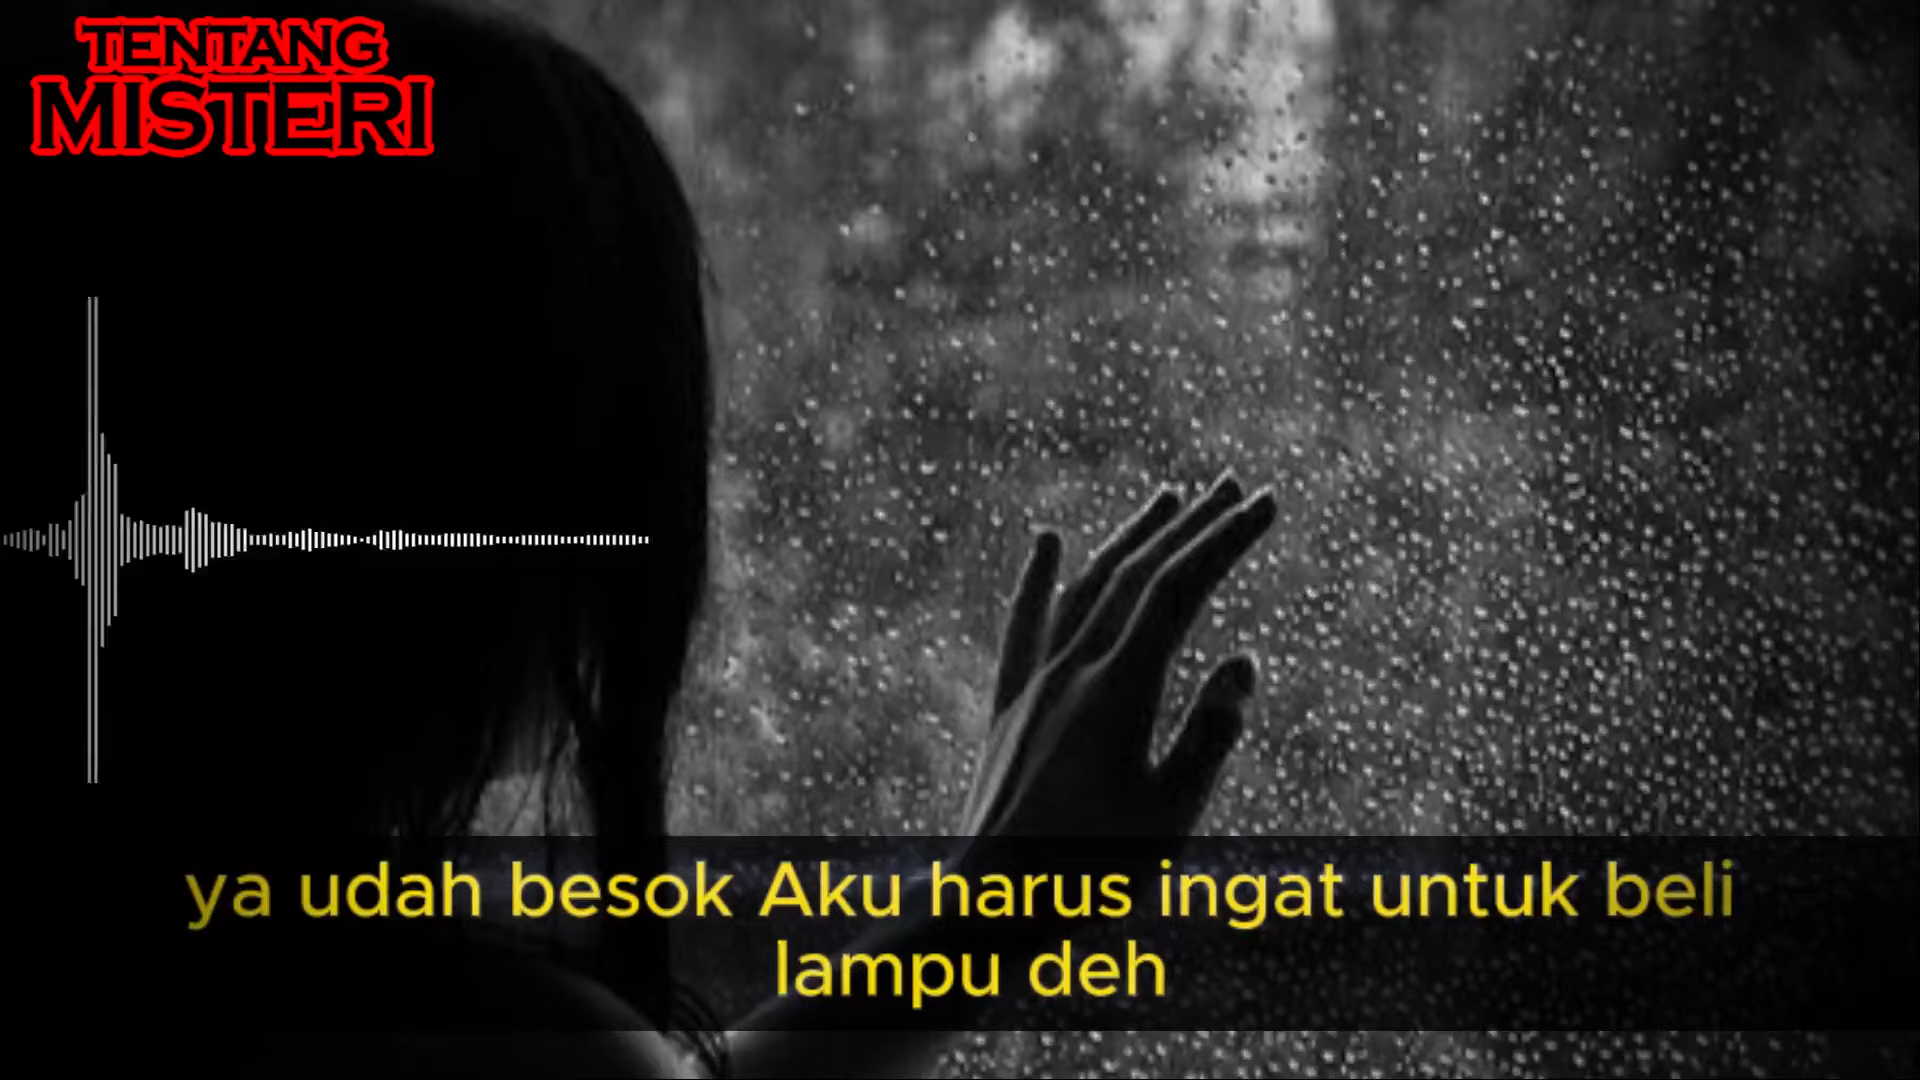 TENTANG
MISTERI
ya udah besok Aku harus ingat untuk beli
lampu deh